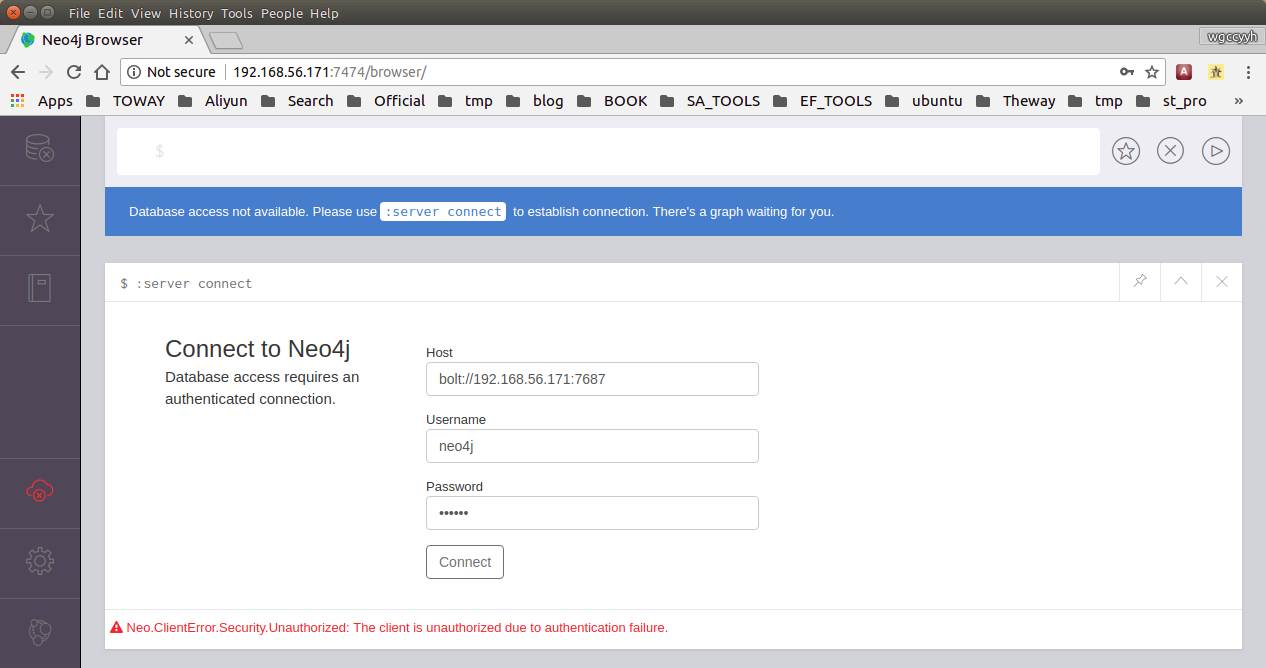 File Edit View History Tools People Help
Neo4j Browser
wgccyyh
Not secure 192.168.56.171:7474/browser/
A
Apps TOWAY Aliyun Search Official tmp blog BOOK SA_TOOLS EF_TOOLS ubuntu Theway tmp st_pro »
$
Database access not available. Please use :server connect to establish connection. There's a graph waiting for you.
$ :server connect
Connect to Neo4j
Database access requires an
authenticated connection.
Host
bolt://192.168.56.171:7687
Username
neo4j
Password
••••••
Connect
Neo.ClientError.Security.Unauthorized: The client is unauthorized due to authentication failure.